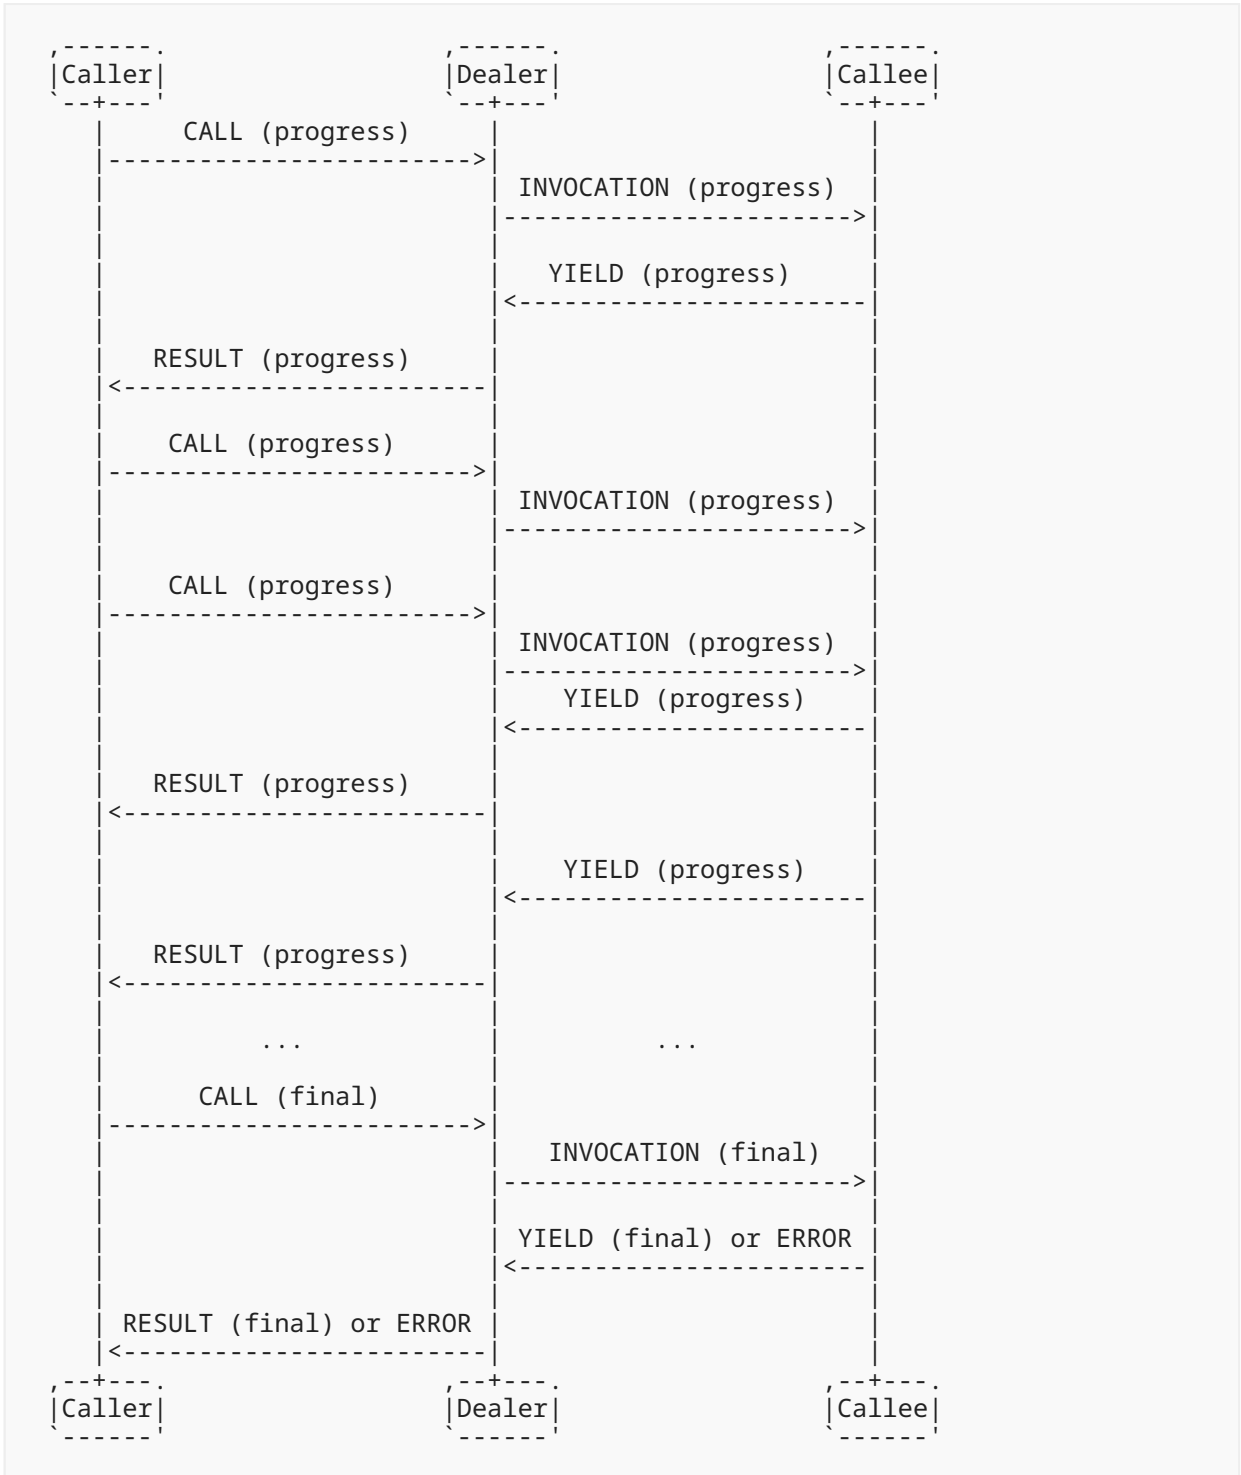 ,------.                  ,------.                 ,------.
|Caller|                  |Dealer|                 |Callee|
`--+---'                  `--+---'                 `--+---'
   |     CALL (progress)     |                        |
   |------------------------>|                        |
   |                         | INVOCATION (progress)  |
   |                         |----------------------->|
   |                         |                        |
   |                         |   YIELD (progress)     |
   |                         |<-----------------------|
   |                         |                        |
   |   RESULT (progress)     |                        |
   |<------------------------|                        |
   |                         |                        |
   |    CALL (progress)      |                        |
   |------------------------>|                        |
   |                         | INVOCATION (progress)  |
   |                         |----------------------->|
   |                         |                        |
   |    CALL (progress)      |                        |
   |------------------------>|                        |
   |                         | INVOCATION (progress)  |
   |                         |----------------------->|
   |                         |    YIELD (progress)    |
   |                         |<-----------------------|
   |                         |                        |
   |   RESULT (progress)     |                        |
   |<------------------------|                        |
   |                         |                        |
   |                         |    YIELD (progress)    |
   |                         |<-----------------------|
   |                         |                        |
   |   RESULT (progress)     |                        |
   |<------------------------|                        |
   |                         |                        |
   |          ...            |          ...           |
   |                         |                        |
   |      CALL (final)       |                        |
   |------------------------>|                        |
   |                         |   INVOCATION (final)   |
   |                         |----------------------->|
   |                         |                        |
   |                         | YIELD (final) or ERROR |
   |                         |<-----------------------|
   |                         |                        |
   | RESULT (final) or ERROR |                        |
   |<------------------------|                        |
,--+---.                  ,--+---.                 ,--+---.
|Caller|                  |Dealer|                 |Callee|
`------'                  `------'                 `------'